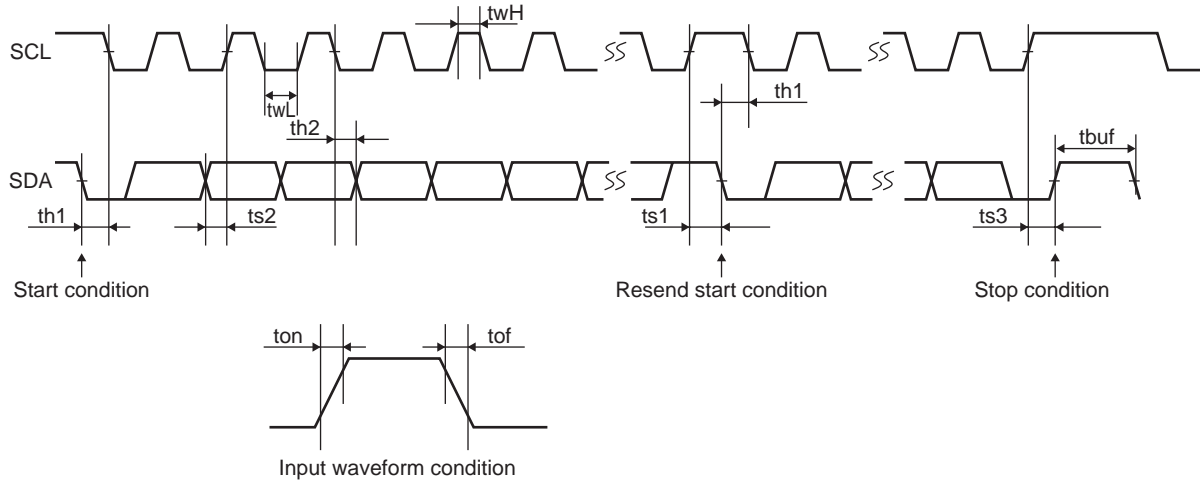 twH
SCL
th1
twL
th2
tbuf
SDA
th1
ts2
ts1
ts3
Start condition
Resend start condition
Stop condition
ton
tof
Input waveform condition